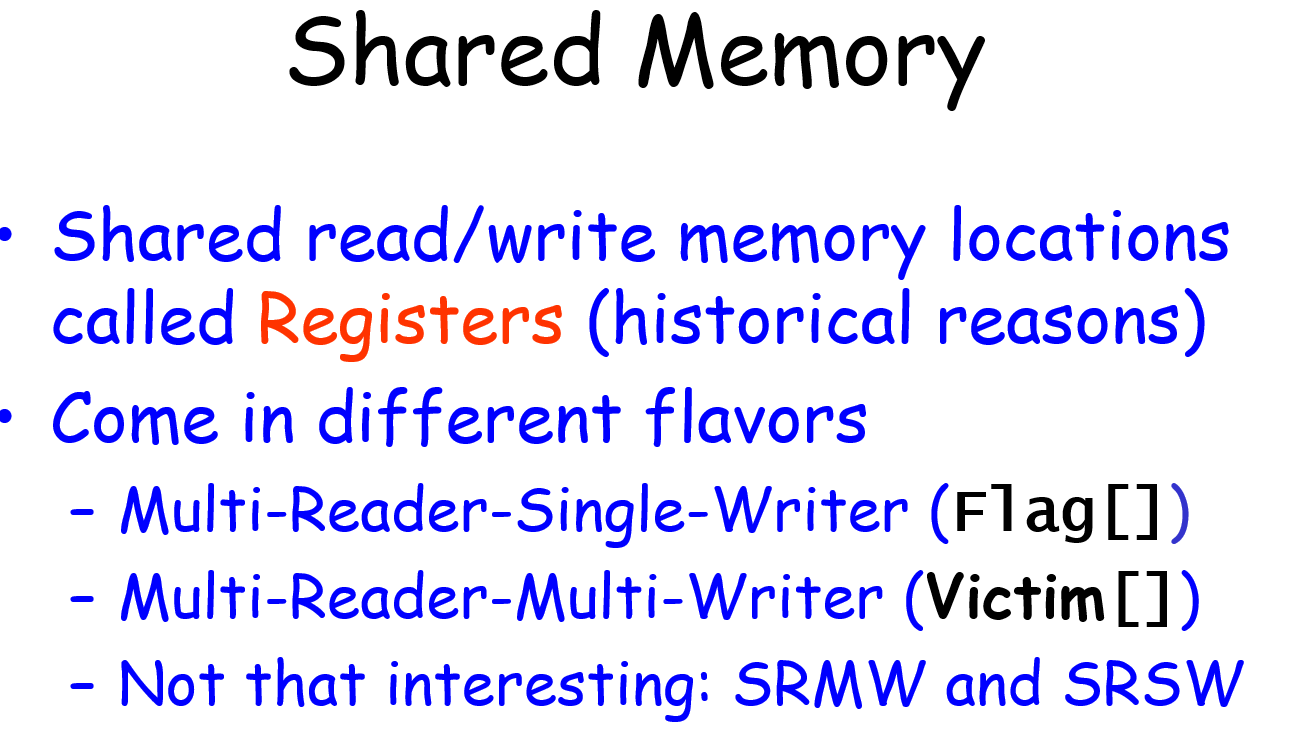 Shared Memory
• Shared read/write memory locations
called Registers (historical reasons)
• Come in different flavors
– Multi-Reader-Single-Writer (Flag[])
– Multi-Reader-Multi-Writer (Victim[])
– Not that interesting: SRMW and SRSW